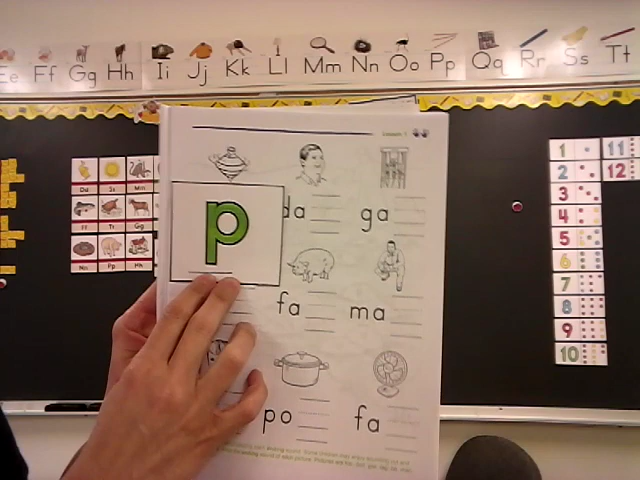 Ee Ff Gg Hh Ii Jj Kk Ll Mm Nn Oo Pp Qq Rr Ss Tt
Lesson 1
p
da ga
fa ma
po fa
Dd Ss Mm
Ff Tt Gg
Nn Pp Hh
1
2
3
4
5
6
7
8
9
10
11
12